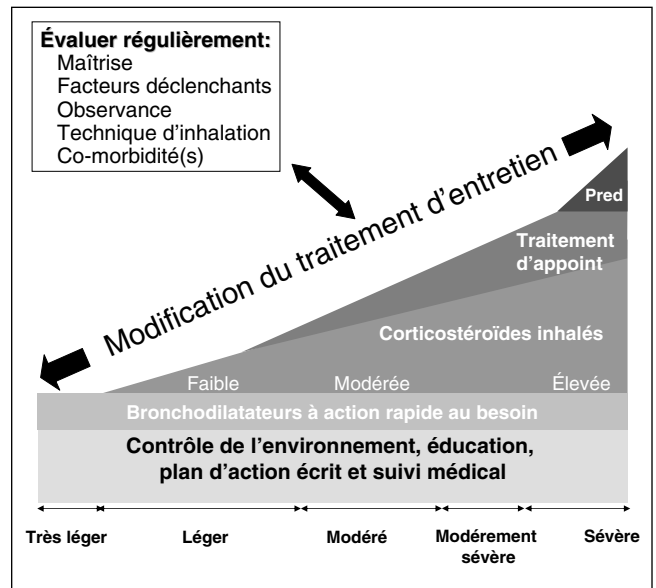 Évaluer régulièrement:
Maîtrise
Facteurs déclenchants
Observance
Technique d'inhalation
Co-morbidité(s)
Modification du traitement d'entretien
Pred
Traitement
d'appoint
Corticostéroïdes inhalés
Faible Modérée Élevée
Bronchodilatateurs à action rapide au besoin
Contrôle de l'environnement, éducation,
plan d'action écrit et suivi médical
Très léger Léger Modéré Modérement Sévère
sévère